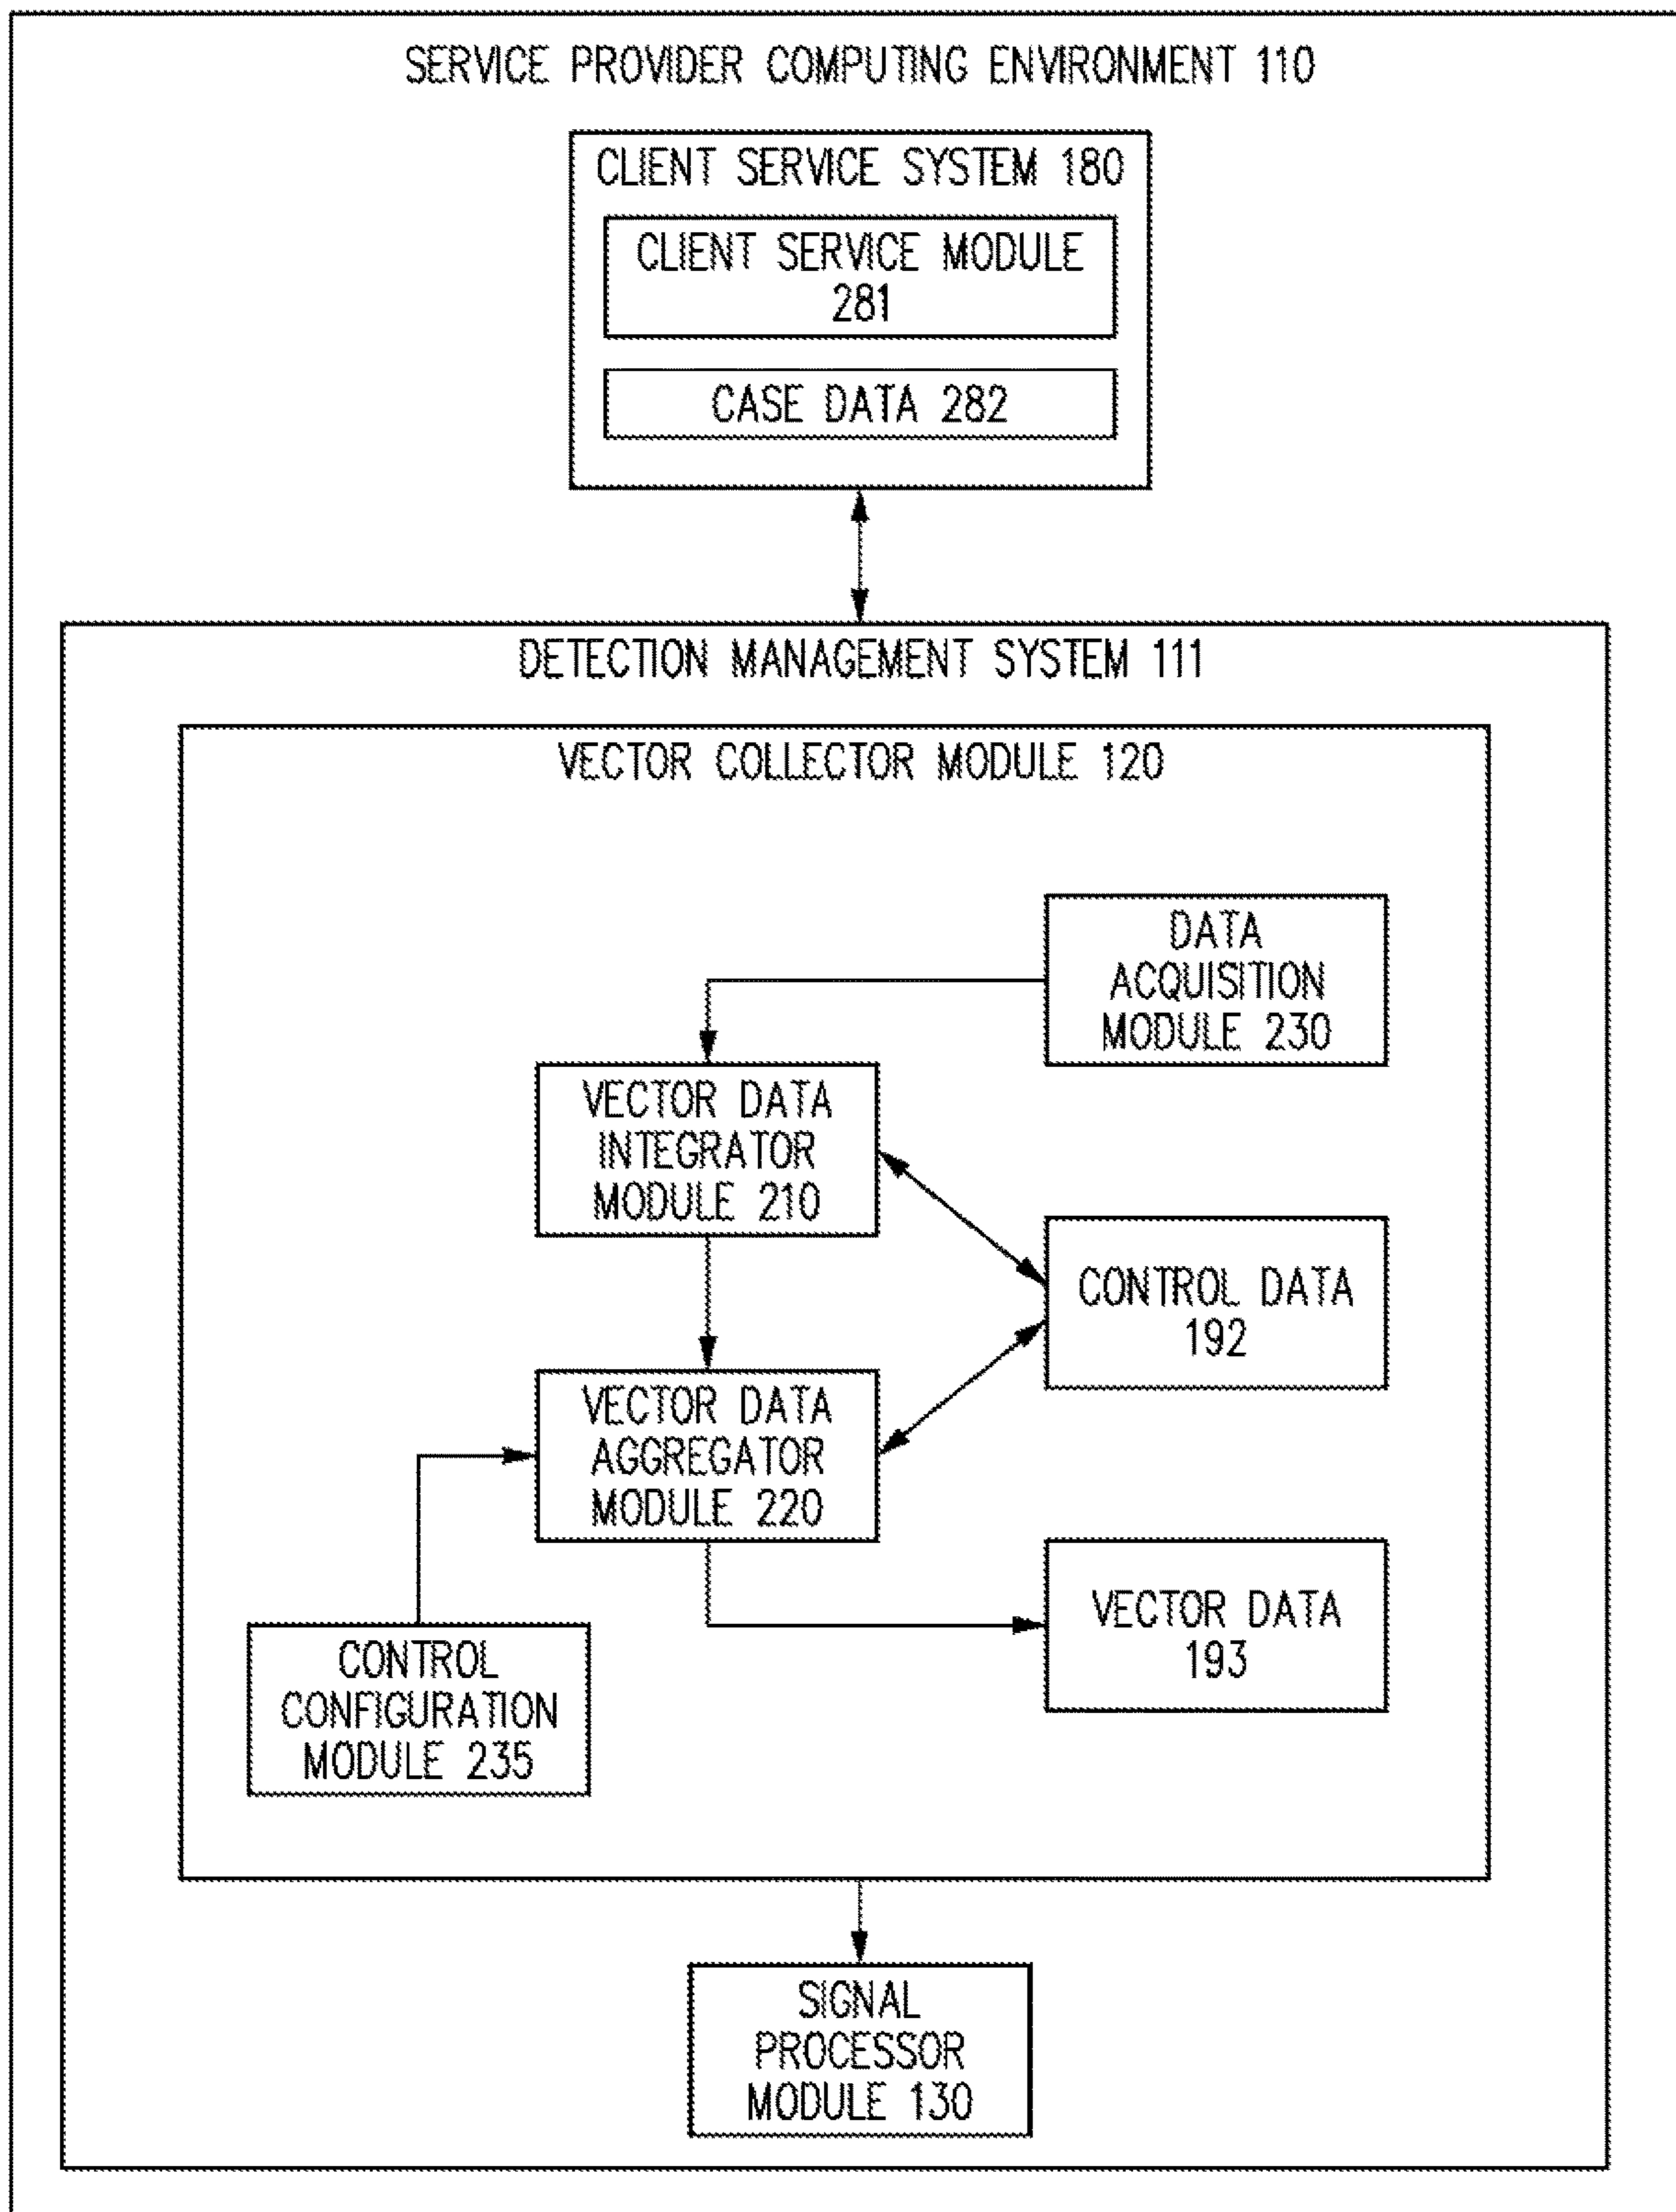 SERVICE PROVIDER COMPUTING ENVIRONMENT 110
CLIENT SERVICE SYSTEM 180
CLIENT SERVICE MODULE
281
CASE DATA 282
DETECTION MANAGEMENT SYSTEM 111
VECTOR COLLECTOR MODULE 120
DATA
ACQUISITION
MODULE 230
VECTOR DATA
INTEGRATOR
MODULE 210
CONTROL DATA
192
VECTOR DATA
AGGREGATOR
MODULE 220
VECTOR DATA
193
CONTROL
CONFIGURATION
MODULE 235
SIGNAL
PROCESSOR
MODULE 130